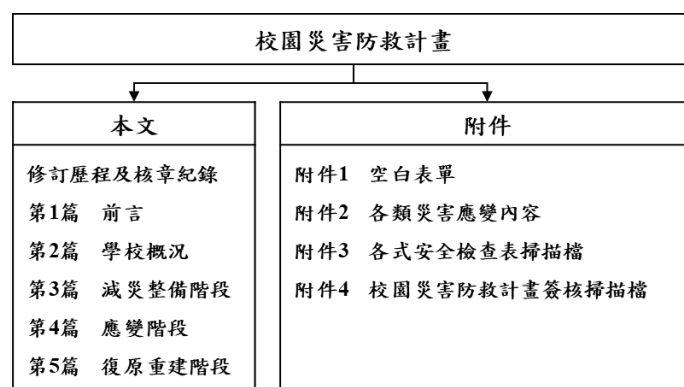 校園災害防救計畫
本文
修訂歷程及核章紀錄
第1篇 前言
第2篇 學校概況
第3篇 減災整備階段
第4篇 應變階段
第5篇 復原重建階段
附件
附件1 空白表單
附件2 各類災害應變內容
附件3 各式安全檢查表掃描檔
附件4 校園災害防救計畫簽核掃描檔